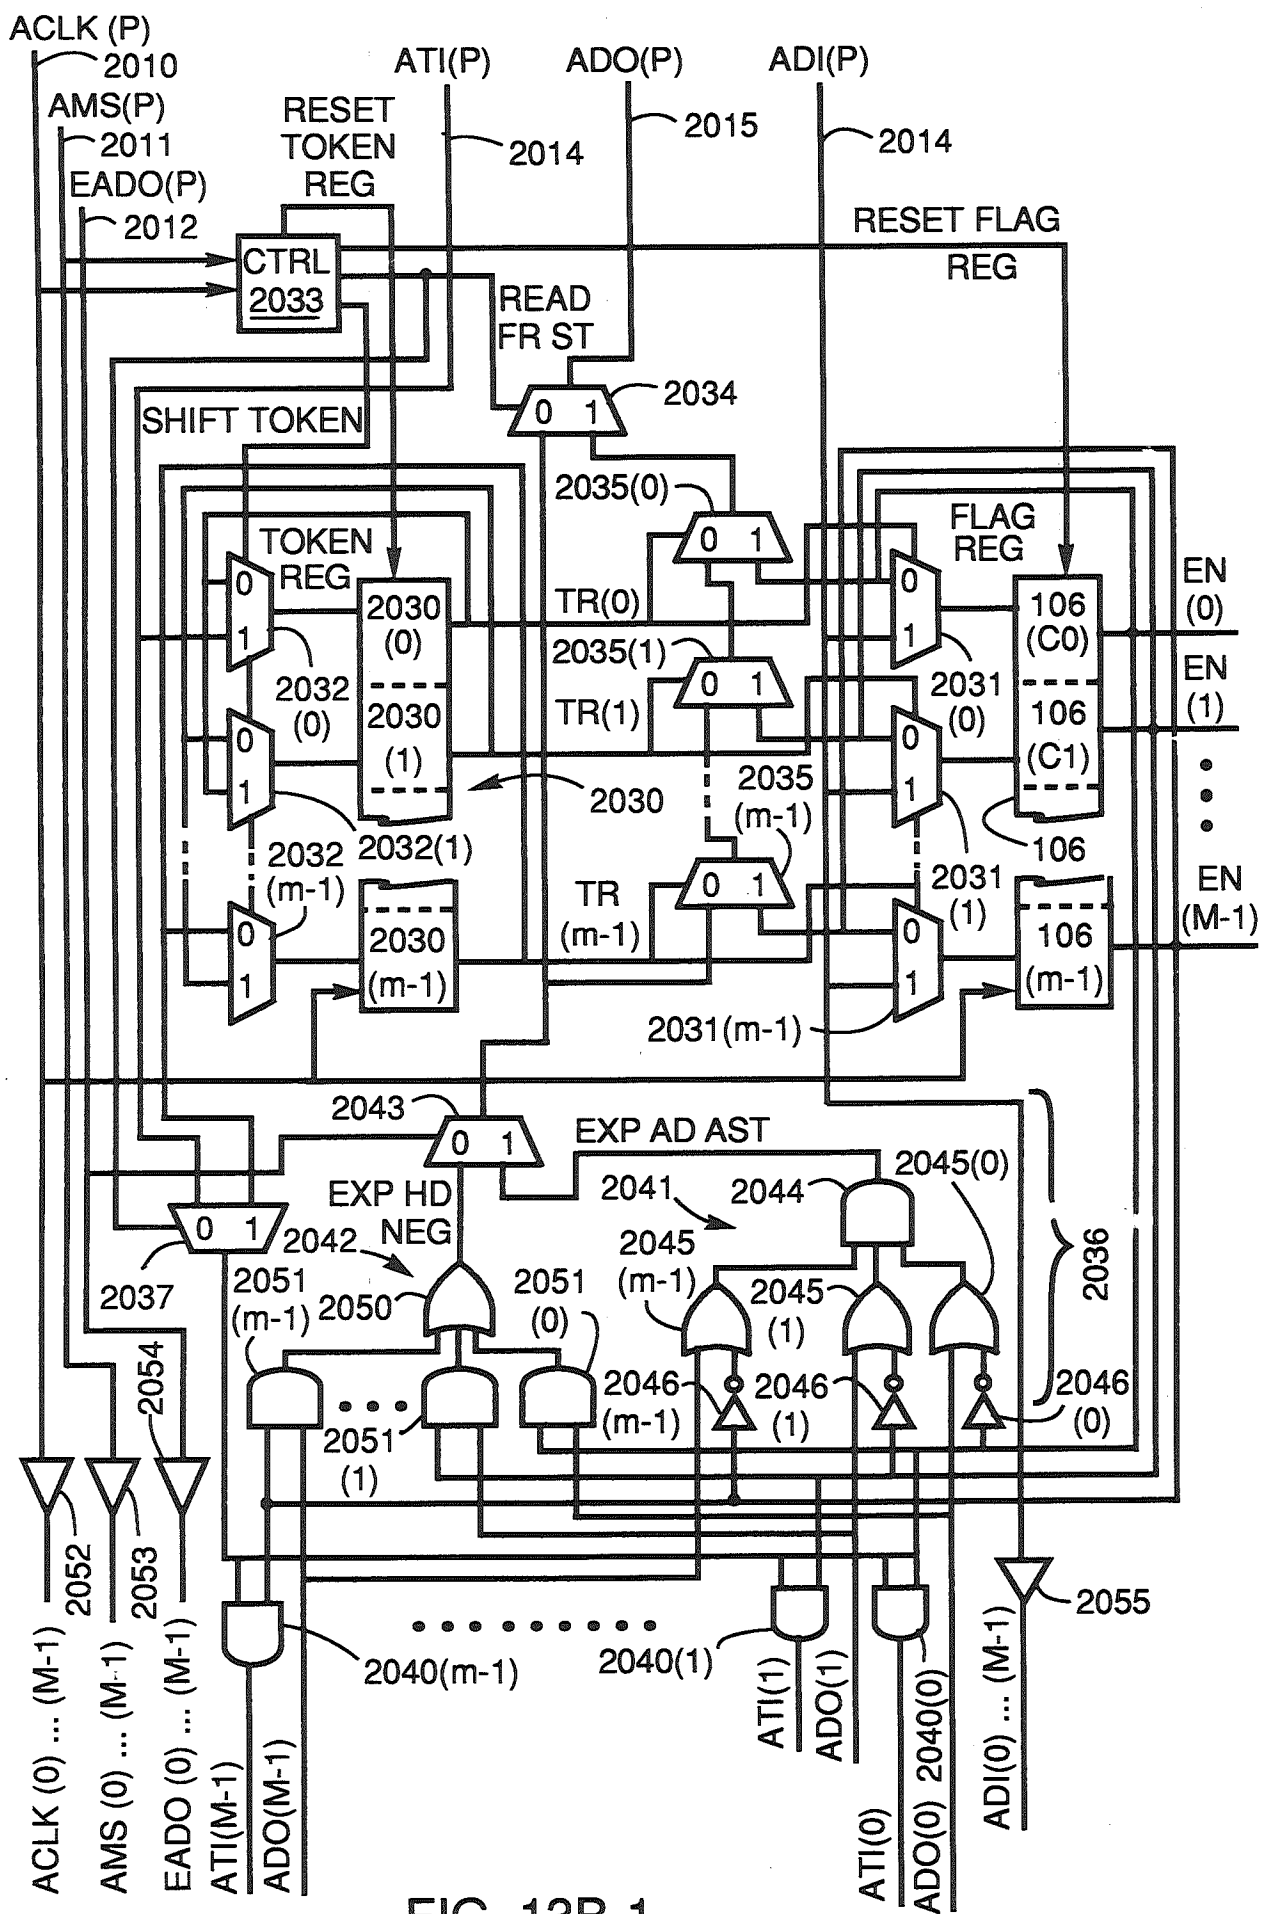 ACLK (P)
2010
AMS(P)
2011
EADO(P)
2012
RESET
TOKEN
REG
ATI(P)
2014
ADO(P)
2015
ADI(P)
2014
CTRL
2033
RESET FLAG
REG
READ
FR ST
0 1
2034
SHIFT TOKEN
2035(0)
0 1
TOKEN
REG
0
1
2032
(0)
2030
(0)
2030
(1)
2030
TR(0)
2035(1)
0 1
TR(1)
0
1
2032(1)
2032
(m-1)
0
1
2030
(m-1)
2035
(m-1)
0 1
TR
(m-1)
FLAG
REG
0
1
2031
(0)
106
(C0)
106
(C1)
106
0
1
2031
(1)
0
1
2031(m-1)
106
(m-1)
EN
(0)
EN
(1)
EN
(M-1)
2043
0 1
EXP AD AST
EXP HD
NEG
0 1
2037
2042
2050
2051
(m-1)
2051
(0)
2051
(1)
2041
2044
2045(0)
2045
(m-1)
2045
(1)
2046
(m-1)
2046
(1)
2046
(0)
2036
2054
2052
2053
2055
2040(m-1)
2040(1)
2040(0)
ACLK (0) ... (M-1)
AMS (0) ... (M-1)
EADO (0) ... (M-1)
ATI(M-1)
ADO(M-1)
ATI(1)
ADO(1)
ATI(0)
ADO(0)
ADI(0) ... (M-1)